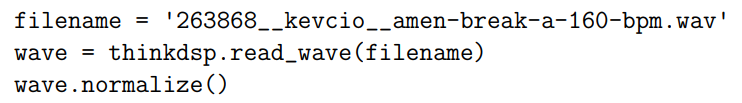 filename = '263868__kevcio__amen-break-a-160-bpm.wav'
wave = thinkdsp.read_wave(filename)
wave.normalize()